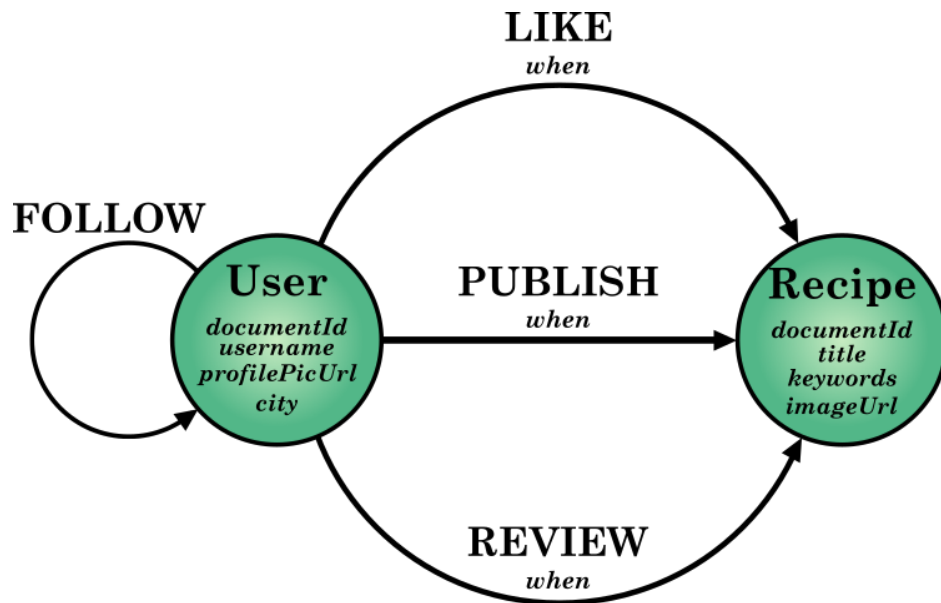 LIKE
when
FOLLOW
User
documentId
username
profilePicUrl
city
PUBLISH
when
Recipe
documentId
title
keywords
imageUrl
REVIEW
when